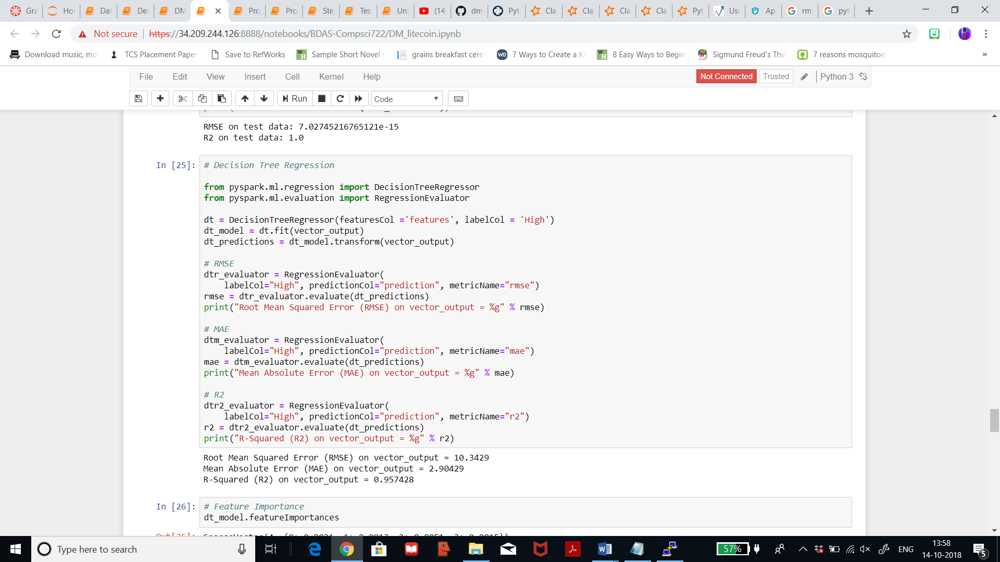 Gra
Ho
Dat
De
DM
Pro
Pro
Ste
Tes
Unt
(14
dm
Pyt
Cla
Cla
Cla
Cla
Pyt
Usi
Ap
rm
pyt
Not secure
https://34.209.244.126:8888/notebooks/BDAS-Compsci722/DM_litecoin.ipynb
Download music, mo
TCS Placement Paper
Save to RefWorks
Sample Short Novel
grains breakfast cere
7 Ways to Create a Ki
8 Easy Ways to Begin
Sigmund Freud's The
7 reasons mosquitoe
»
File Edit View Insert Cell Kernel Help
Not Connected Trusted Python 3
Run Code
RMSE on test data: 7.02745216765121e-15
R2 on test data: 1.0
In [25]: # Decision Tree Regression
from pyspark.ml.regression import DecisionTreeRegressor
from pyspark.ml.evaluation import RegressionEvaluator
dt = DecisionTreeRegressor(featuresCol ='features', labelCol = 'High')
dt_model = dt.fit(vector_output)
dt_predictions = dt_model.transform(vector_output)
# RMSE
dtr_evaluator = RegressionEvaluator(
    labelCol="High", predictionCol="prediction", metricName="rmse")
rmse = dtr_evaluator.evaluate(dt_predictions)
print("Root Mean Squared Error (RMSE) on vector_output = %g" % rmse)
# MAE
dtm_evaluator = RegressionEvaluator(
    labelCol="High", predictionCol="prediction", metricName="mae")
mae = dtm_evaluator.evaluate(dt_predictions)
print("Mean Absolute Error (MAE) on vector_output = %g" % mae)
# R2
dtr2_evaluator = RegressionEvaluator(
    labelCol="High", predictionCol="prediction", metricName="r2")
r2 = dtr2_evaluator.evaluate(dt_predictions)
print("R-Squared (R2) on vector_output = %g" % r2)
Root Mean Squared Error (RMSE) on vector_output = 10.3429
Mean Absolute Error (MAE) on vector_output = 2.90429
R-Squared (R2) on vector_output = 0.957428
In [26]: # Feature Importance
dt_model.featureImportances
Type here to search
57%
ENG
13:58
14-10-2018
5